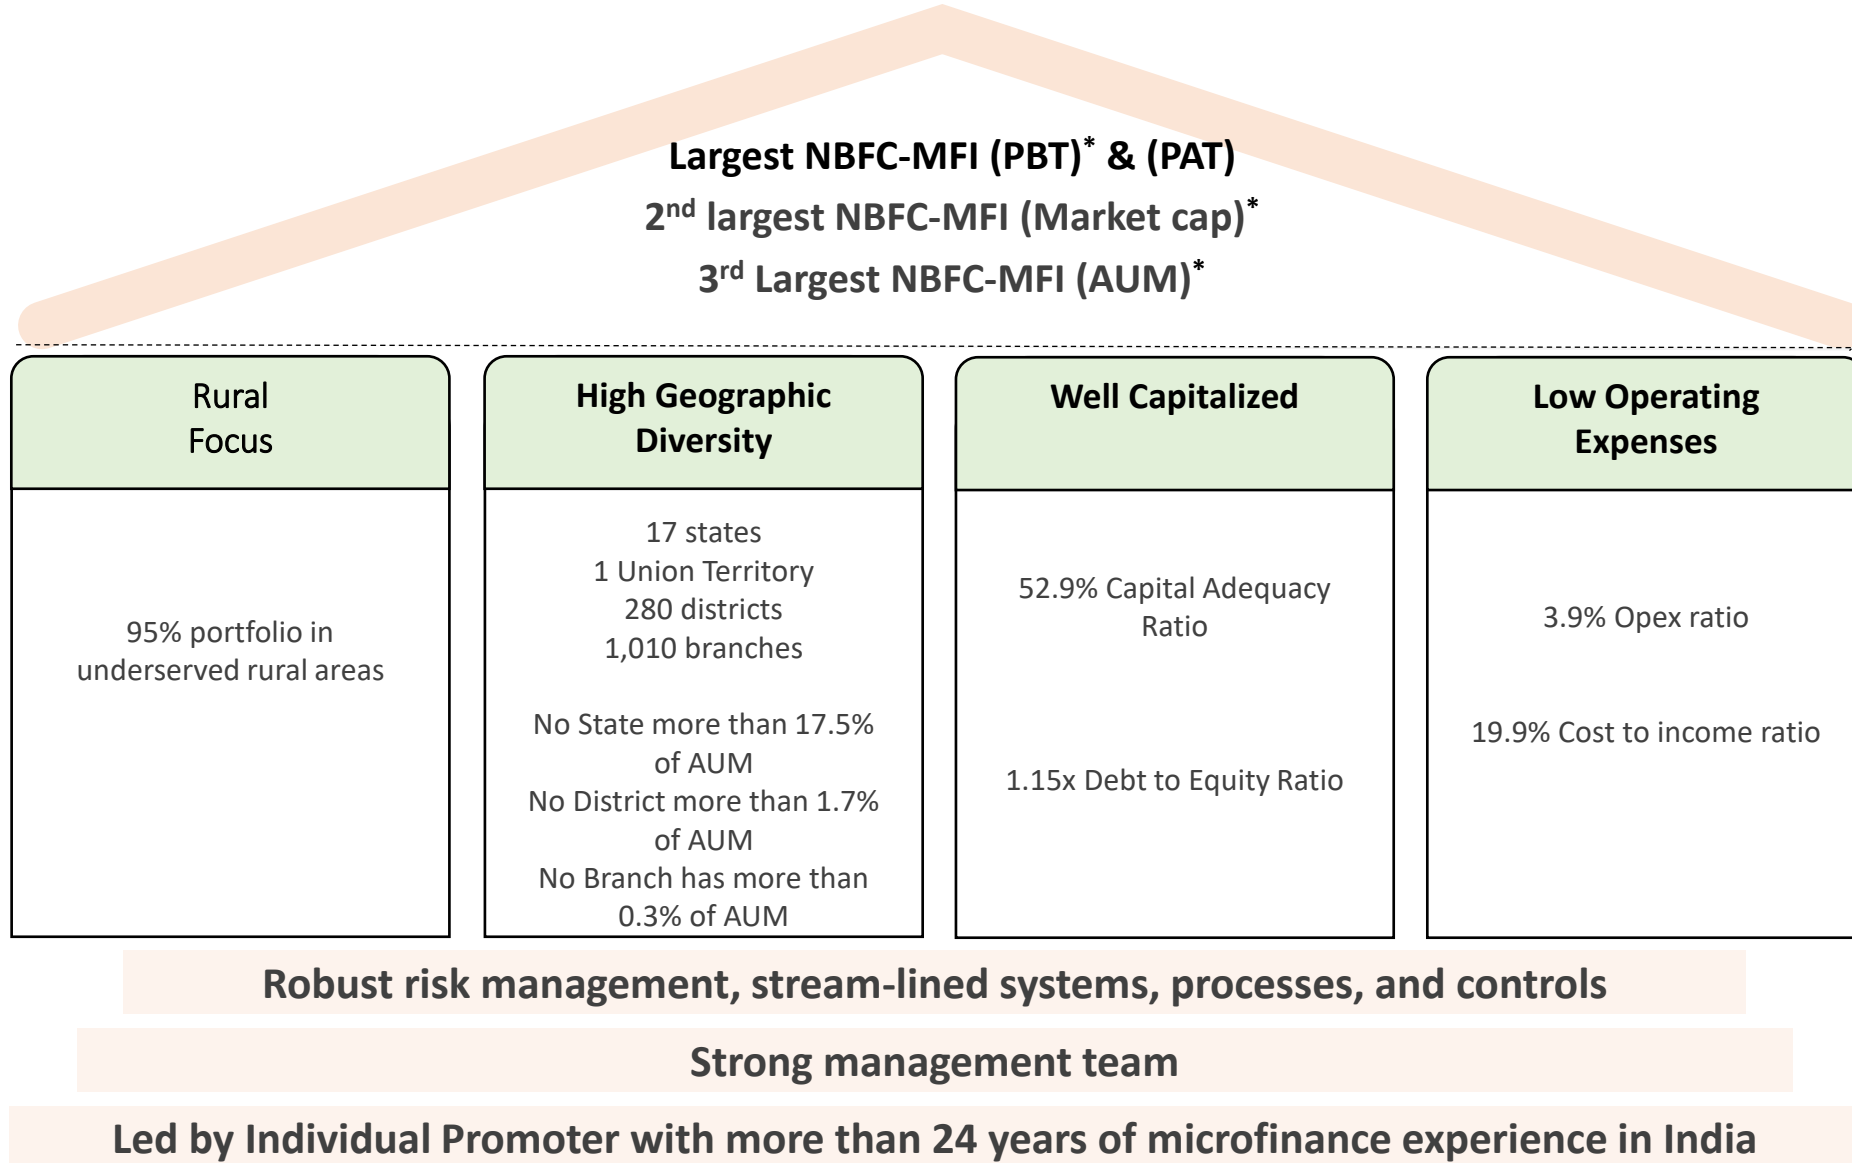 Largest NBFC-MFI (PBT)* & (PAT)
2nd largest NBFC-MFI (Market cap)*
3rd Largest NBFC-MFI (AUM)*
Rural
Focus
95% portfolio in
underserved rural areas
High Geographic
Diversity
17 states
1 Union Territory
280 districts
1,010 branches
No State more than 17.5%
of AUM
No District more than 1.7%
of AUM
No Branch has more than
0.3% of AUM
Well Capitalized
52.9% Capital Adequacy
Ratio
1.15x Debt to Equity Ratio
Low Operating
Expenses
3.9% Opex ratio
19.9% Cost to income ratio
Robust risk management, stream-lined systems, processes, and controls
Strong management team
Led by Individual Promoter with more than 24 years of microfinance experience in India